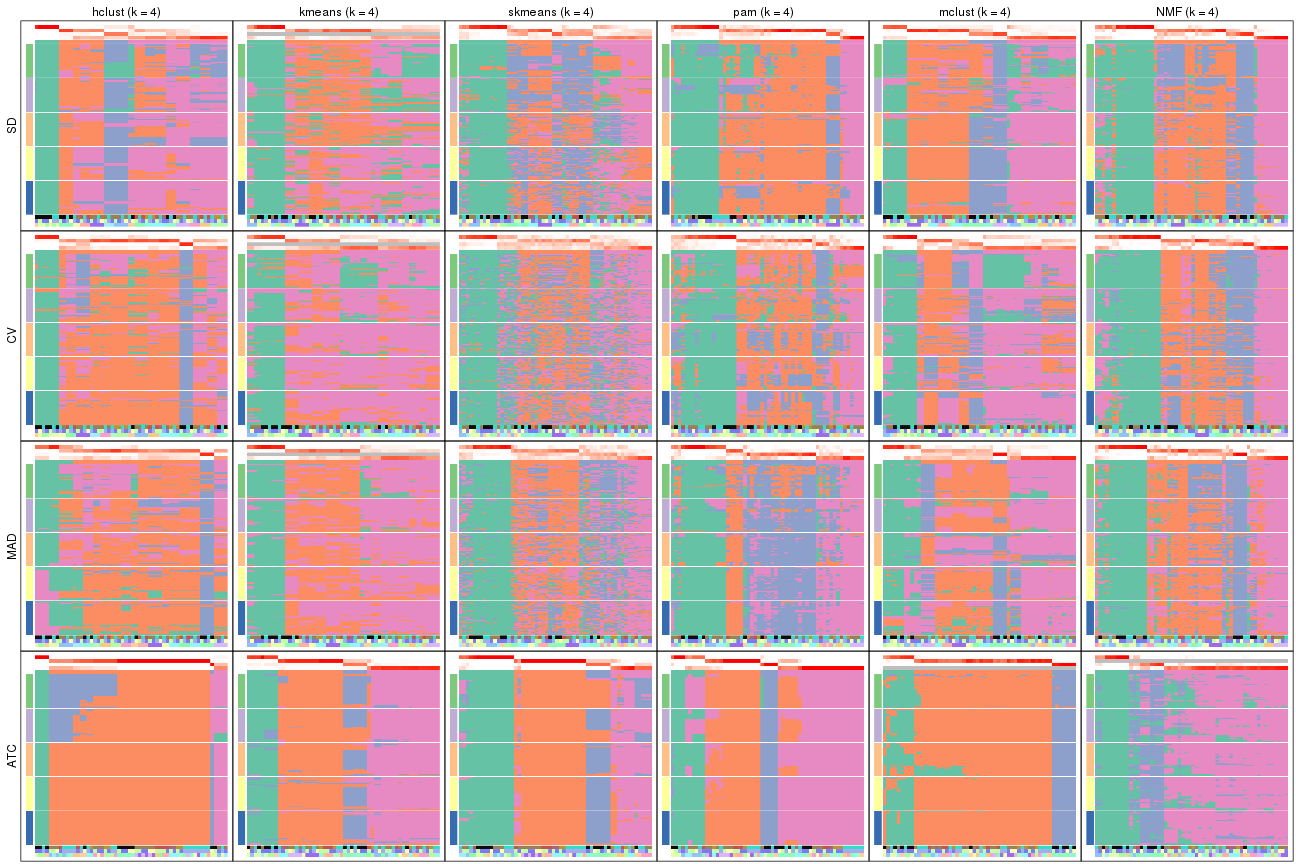 hclust (k = 4)
kmeans (k = 4)
skmeans (k = 4)
pam (k = 4)
mclust (k = 4)
NMF (k = 4)
SD
CV
MAD
ATC